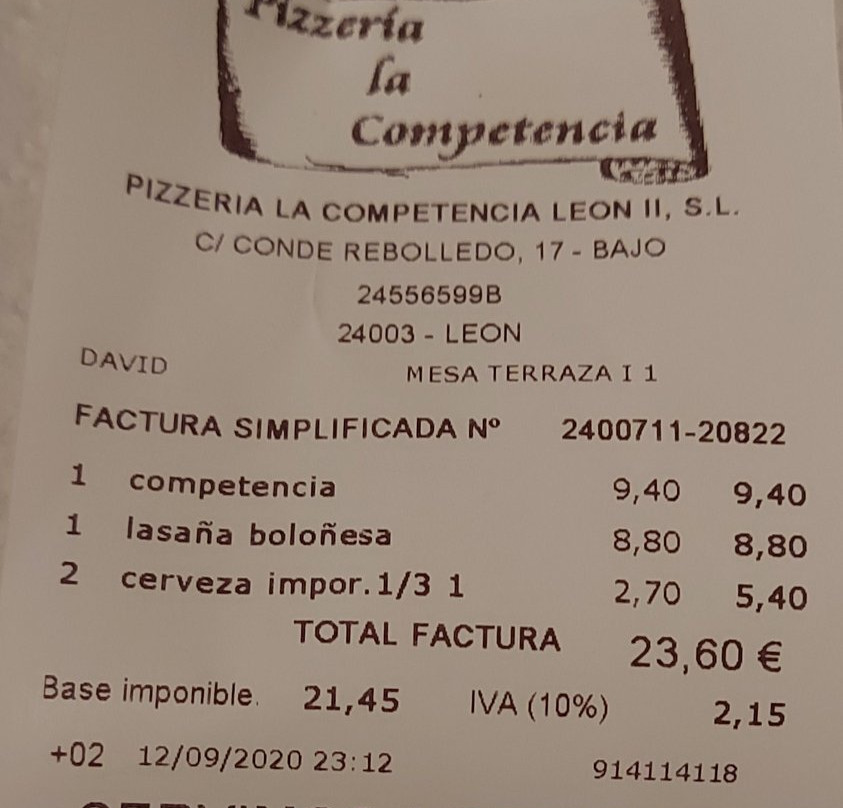 Pizzería
la
Competencia
PIZZERIA LA COMPETENCIA LEON II, S.L.
C/ CONDE REBOLLEDO, 17 - BAJO
24556599B
24003 - LEON
DAVID MESA TERRAZA I 1
FACTURA SIMPLIFICADA Nº 2400711-20822
1 competencia 9,40 9,40
1 lasaña boloñesa 8,80 8,80
2 cerveza impor.1/3 1 2,70 5,40
TOTAL FACTURA 23,60 €
Base imponible. 21,45 IVA (10%) 2,15
+02 12/09/2020 23:12 914114118